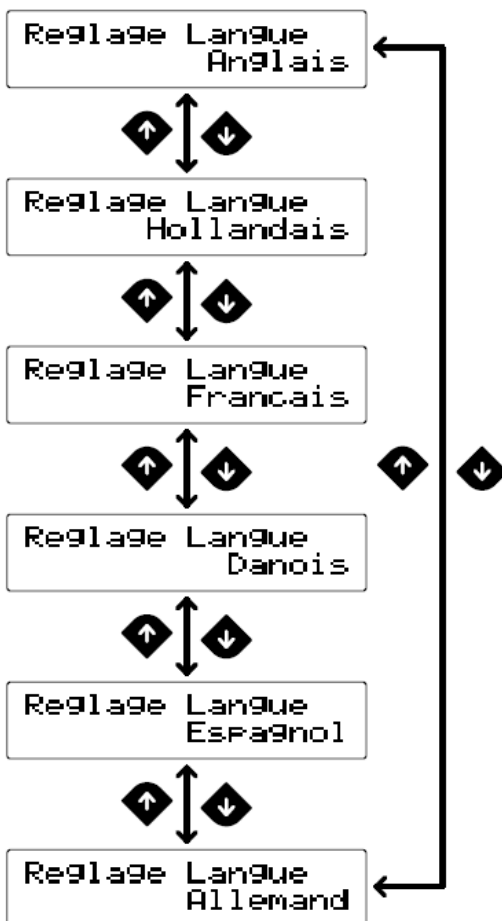 Reglage Langue
Anglais
Reglage Langue
Hollandais
Reglage Langue
Francais
Reglage Langue
Danois
Reglage Langue
Espagnol
Reglage Langue
Allemand